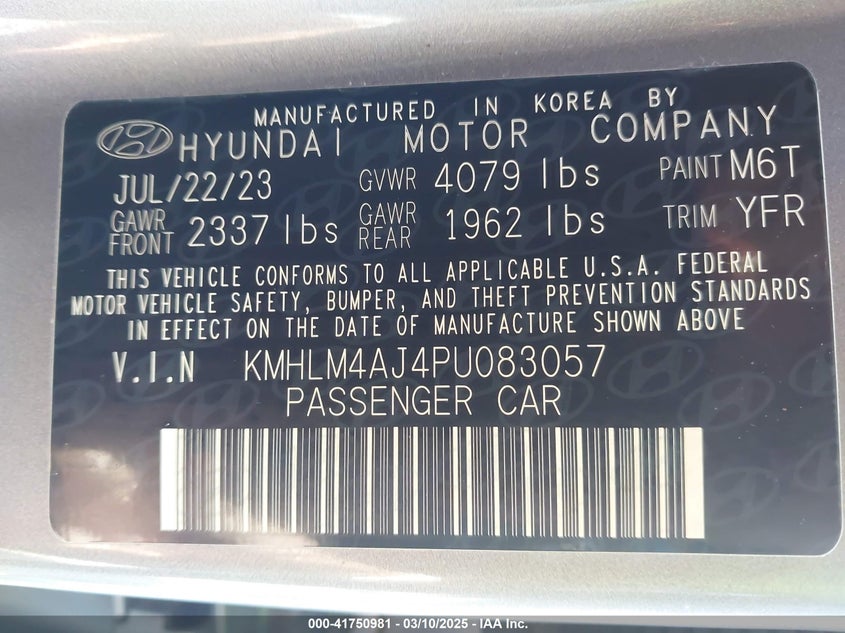 MANUFACTURED IN KOREA BY
HYUNDAI MOTOR COMPANY
JUL/22/23 GVWR 4079 lbs PAINT M6T
GAWR FRONT 2337 lbs GAWR REAR 1962 lbs TRIM YFR
THIS VEHICLE CONFORMS TO ALL APPLICABLE U.S.A. FEDERAL
MOTOR VEHICLE SAFETY, BUMPER, AND THEFT PREVENTION STANDARDS
IN EFFECT ON THE DATE OF MANUFACTURE SHOWN ABOVE
V.I.N KMHLM4AJ4PU083057
PASSENGER CAR
000-41750981 - 03/10/2025 - IAA Inc.